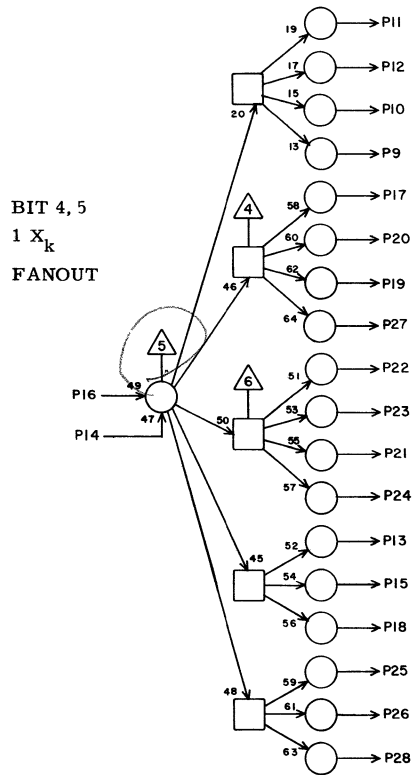 19
P11
17
P12
15
P10
20
13
P9
BIT 4, 5
1 Xk
FANOUT
4
58
P17
60
P20
46
62
P19
64
P27
5
6
49
P16
47
P14
50
51
P22
53
P23
55
P21
57
P24
45
52
P13
54
P15
56
P18
48
59
P25
61
P26
63
P28